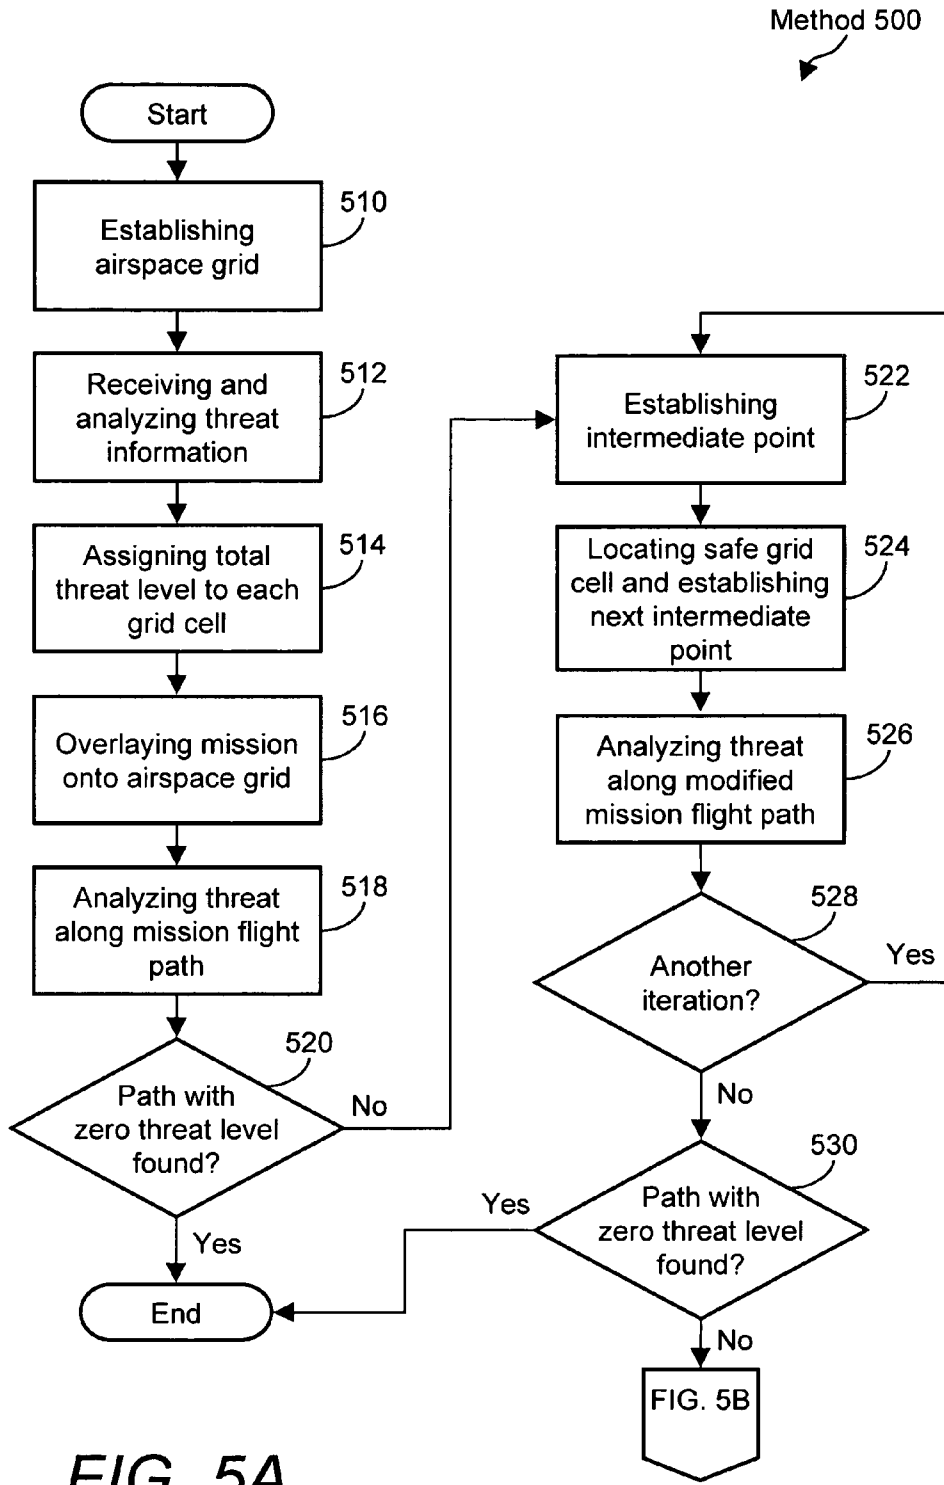 Method 500
Start
510
Establishing
airspace grid
512
Receiving and
analyzing threat
information
514
Assigning total
threat level to each
grid cell
516
Overlaying mission
onto airspace grid
518
Analyzing threat
along mission flight
path
520
Path with
zero threat level
found?
No
Yes
End
522
Establishing
intermediate point
524
Locating safe grid
cell and establishing
next intermediate
point
526
Analyzing threat
along modified
mission flight path
528
Another
iteration?
Yes
No
530
Path with
zero threat level
found?
Yes
No
FIG. 5B
FIG. 5A